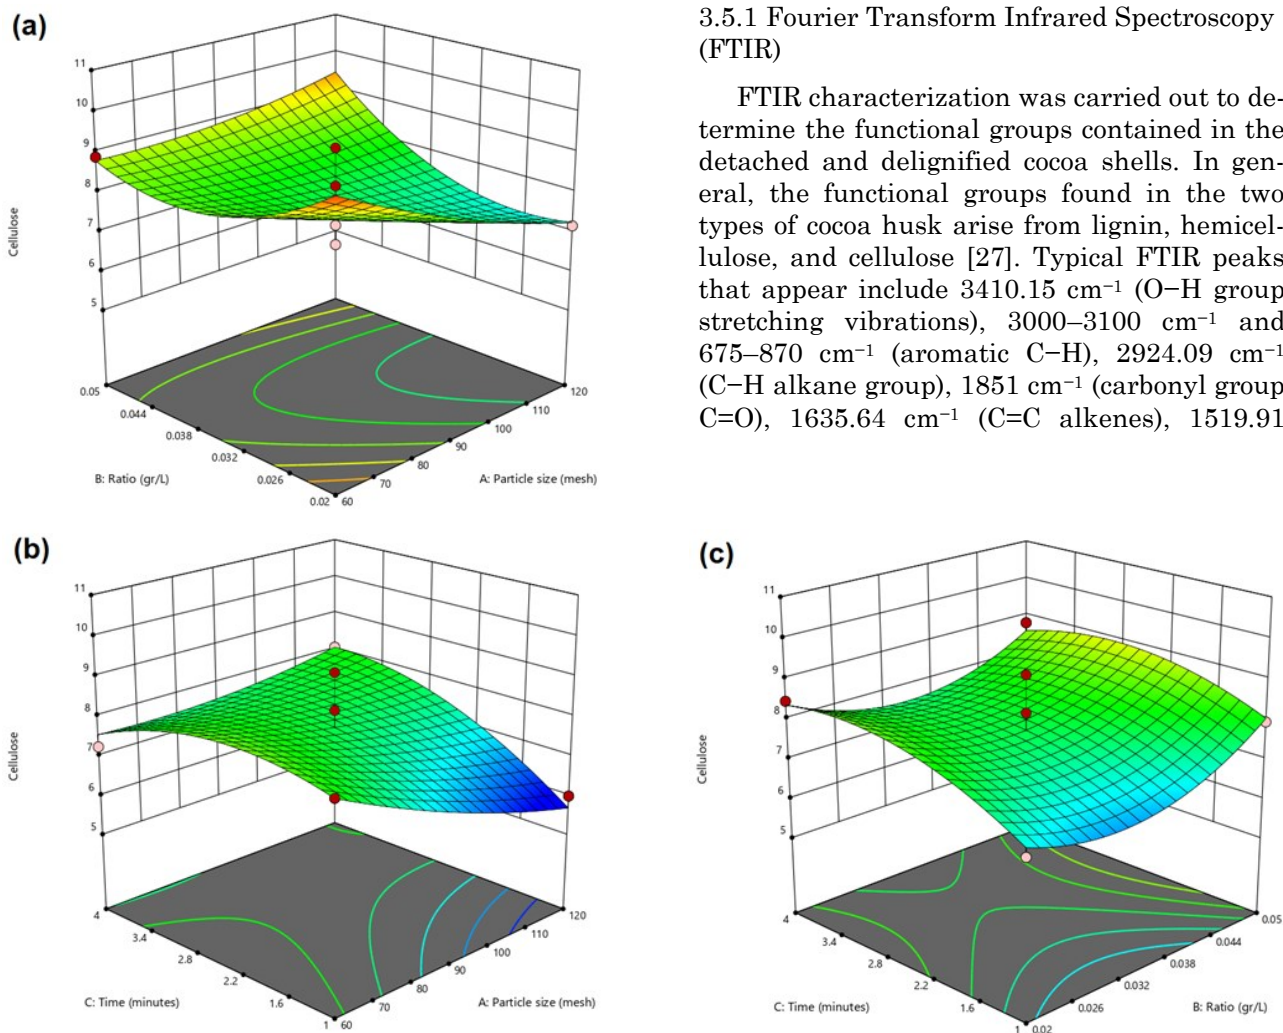 (a)
11
10
9
8
7
6
5
Cellulose
0.05
0.044
0.038
0.032
0.026
0.02
B: Ratio (gr/L)
60
70
80
90
100
110
120
A: Particle size (mesh)
3.5.1 Fourier Transform Infrared Spectroscopy
(FTIR)
FTIR characterization was carried out to de-
termine the functional groups contained in the
detached and delignified cocoa shells. In gen-
eral, the functional groups found in the two
types of cocoa husk arise from lignin, hemicel-
lulose, and cellulose [27]. Typical FTIR peaks
that appear include 3410.15 cm⁻¹ (O−H group
stretching vibrations), 3000–3100 cm⁻¹ and
675–870 cm⁻¹ (aromatic C−H), 2924.09 cm⁻¹
(C−H alkane group), 1851 cm⁻¹ (carbonyl group
C=O), 1635.64 cm⁻¹ (C=C alkenes), 1519.91
(b)
11
10
9
8
7
6
5
Cellulose
4
3.4
2.8
2.2
1.6
1
C: Time (minutes)
60
70
80
90
100
110
120
A: Particle size (mesh)
(c)
11
10
9
8
7
6
5
Cellulose
4
3.4
2.8
2.2
1.6
1
C: Time (minutes)
0.02
0.026
0.032
0.038
0.044
0.05
B: Ratio (gr/L)